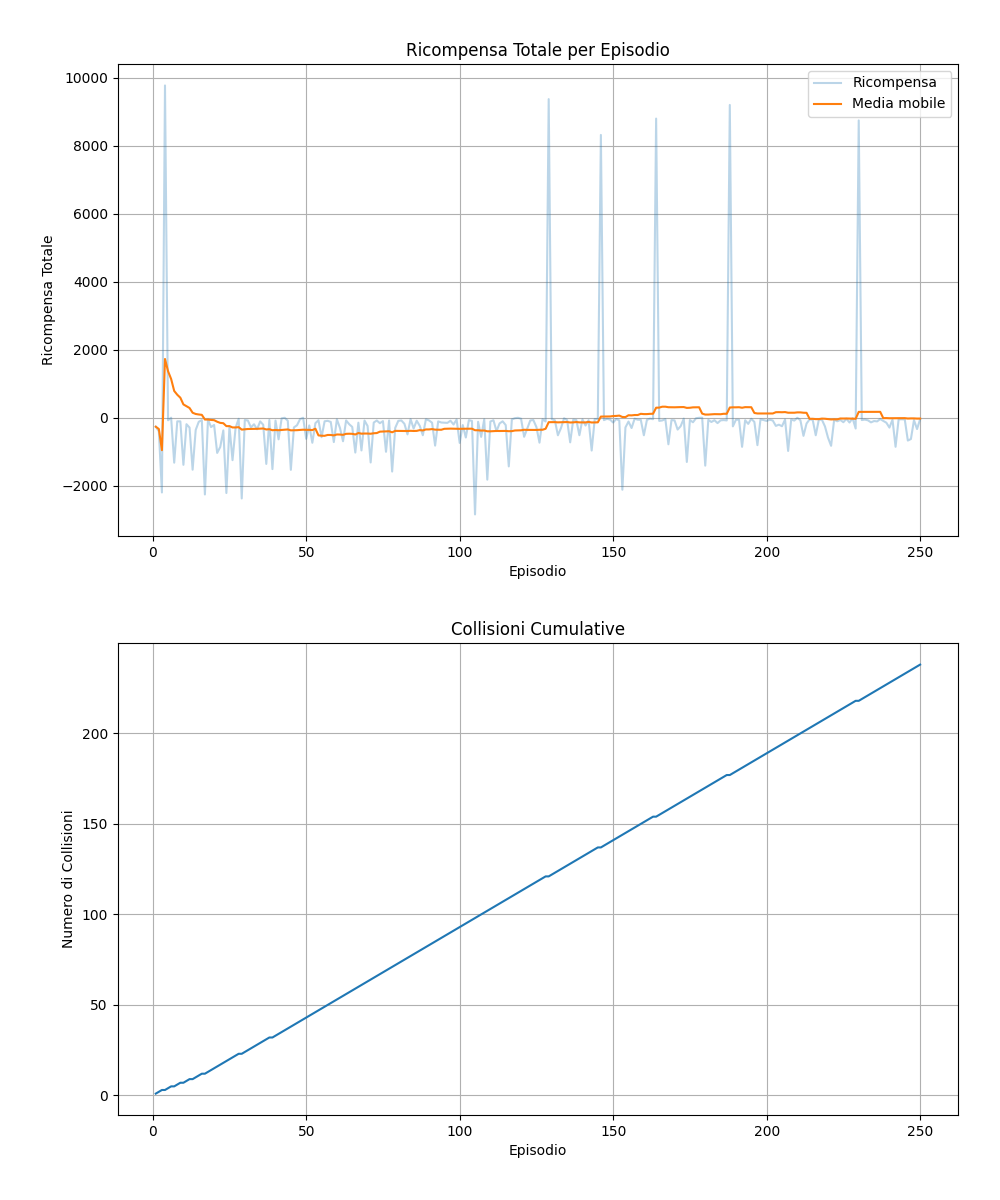 Ricompensa Totale per Episodio
10000
8000
6000
4000
2000
0
−2000
Ricompensa Totale
Ricompensa
Media mobile
0 50 100 150 200 250
Episodio
Collisioni Cumulative
200
150
100
50
0
Numero di Collisioni
0 50 100 150 200 250
Episodio